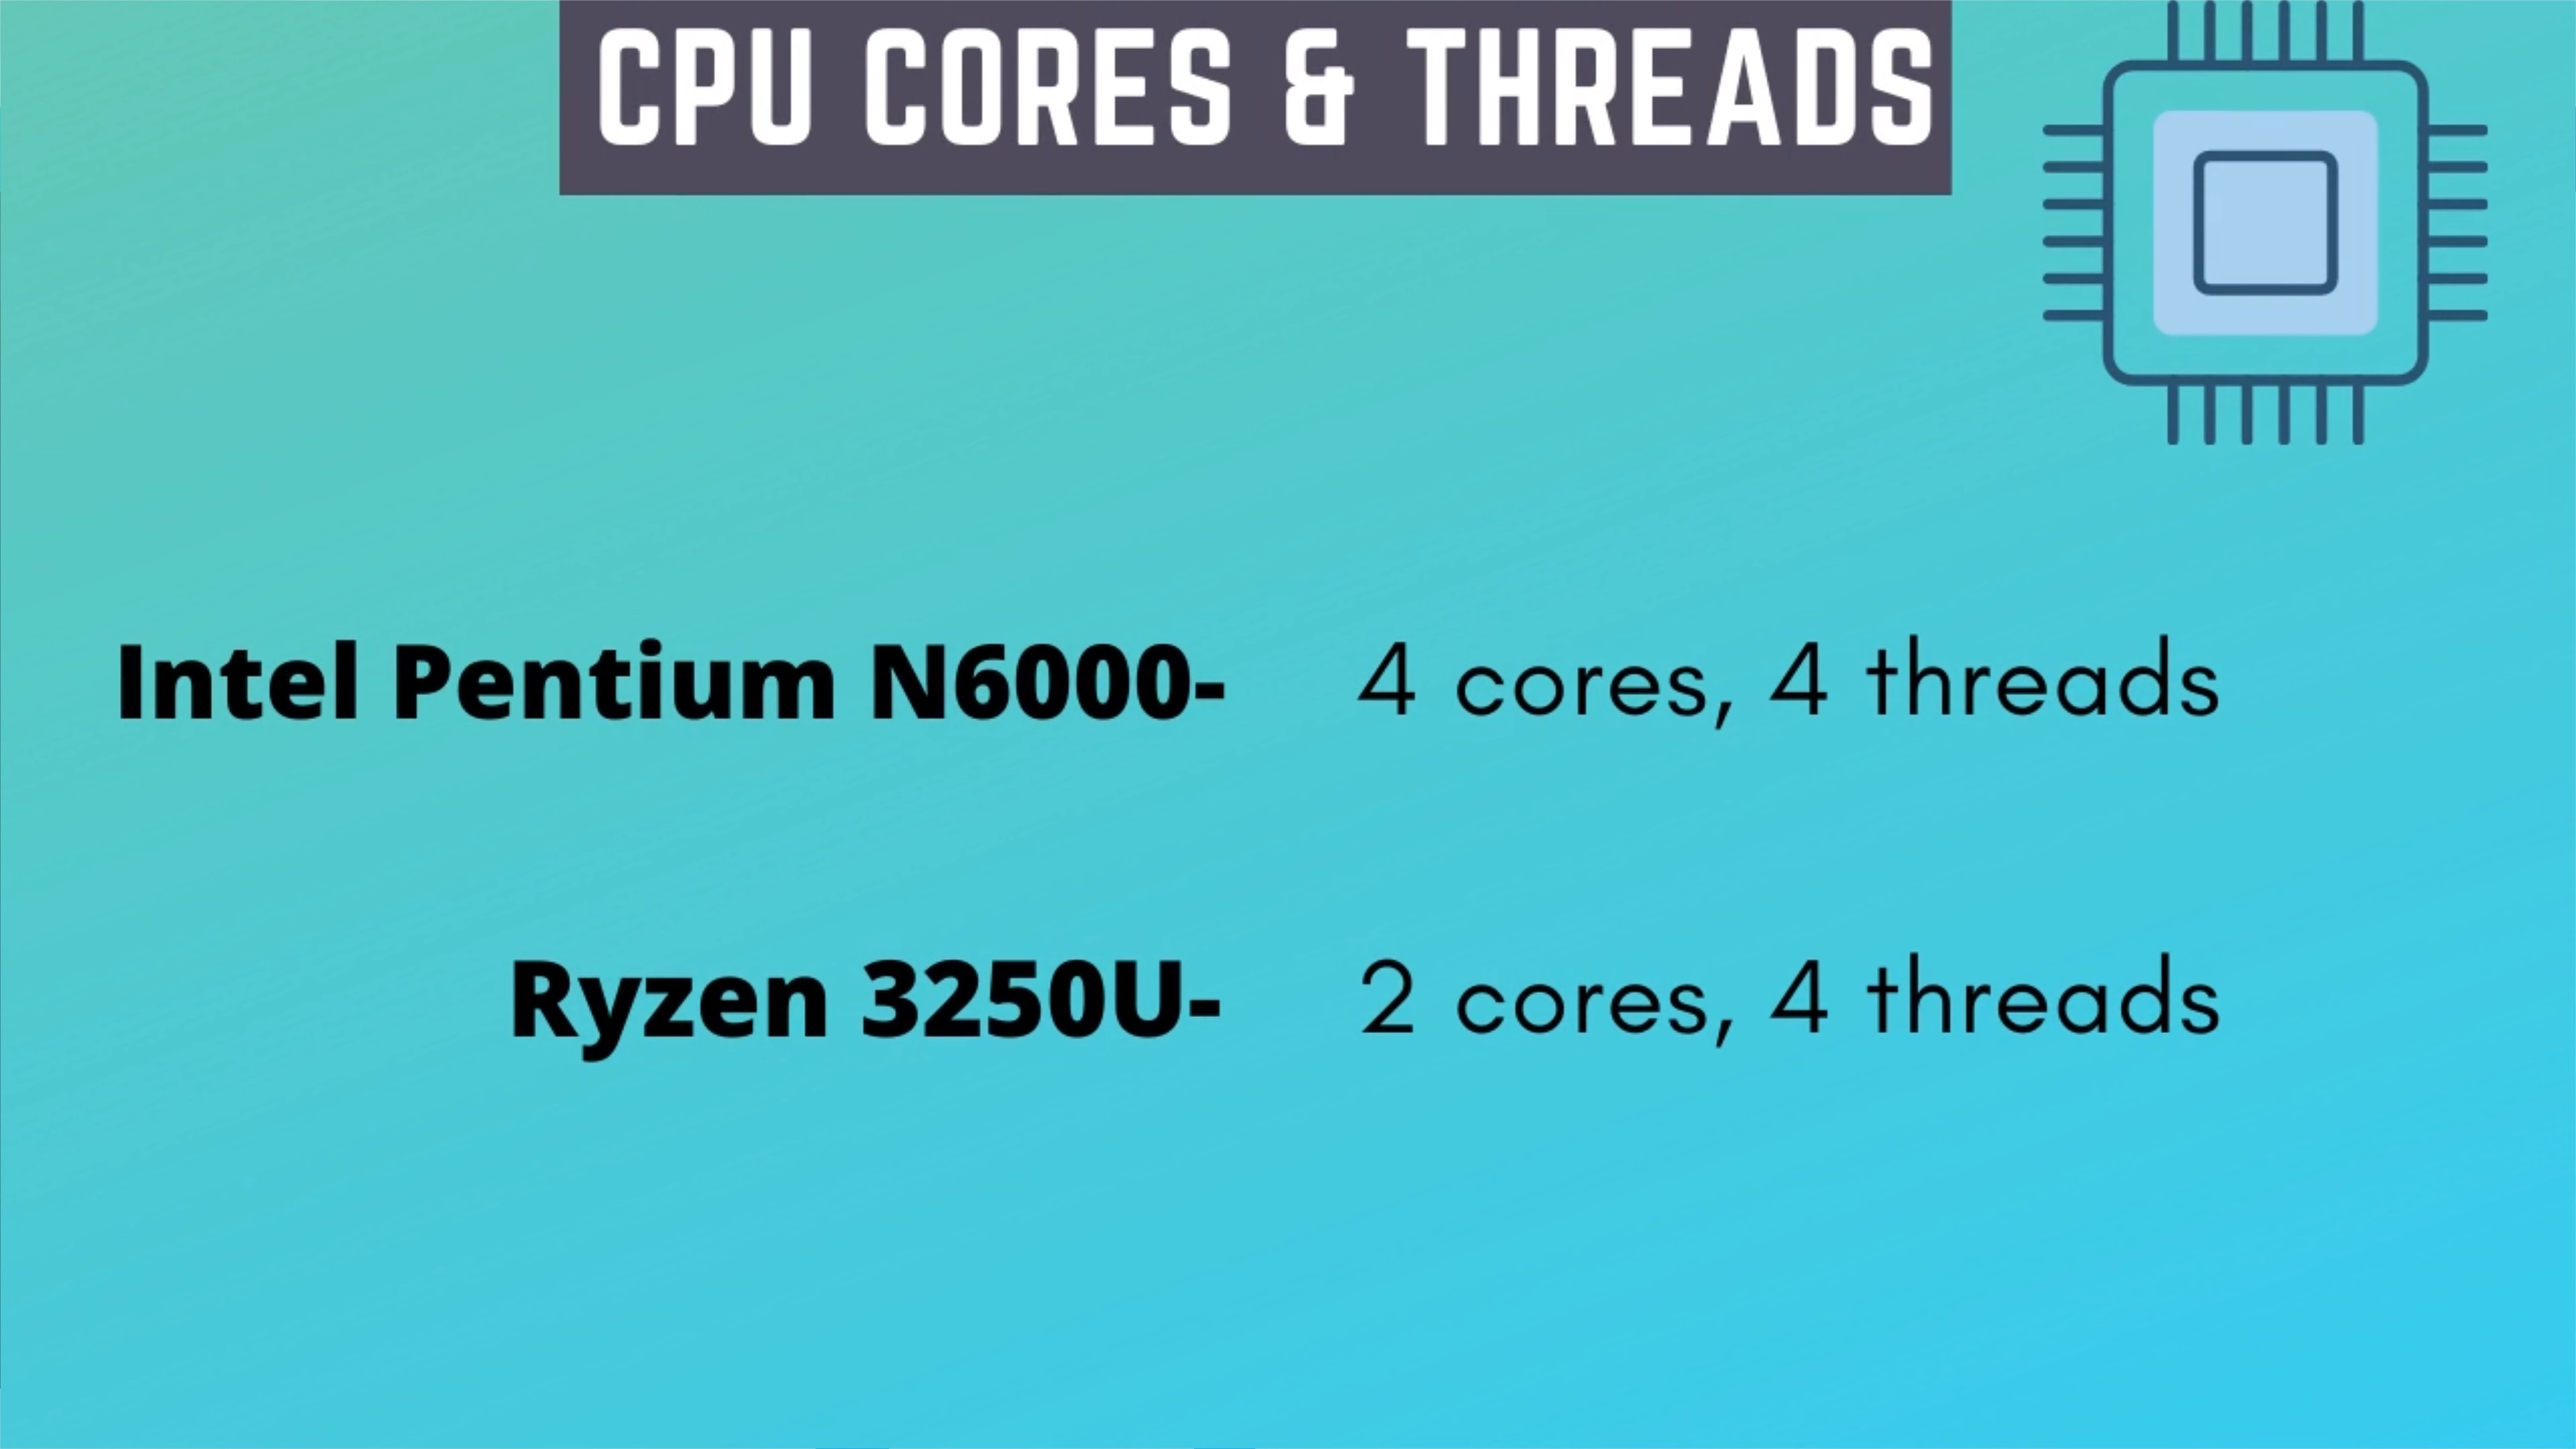 CPU CORES & THREADS
Intel Pentium N6000- 4 cores, 4 threads
Ryzen 3250U- 2 cores, 4 threads